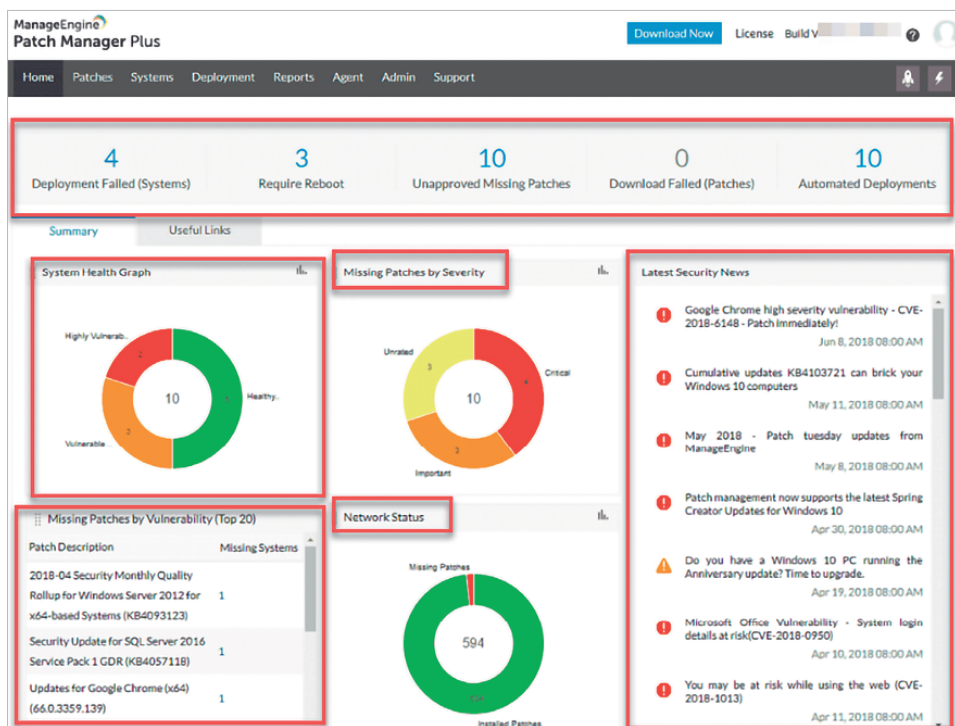 ManageEngine
Patch Manager Plus
Download Now License Build V
Home Patches Systems Deployment Reports Agent Admin Support
4 3 10 0 10
Deployment Failled (Systems) Require Reboot Unapproved Missing Patches Download Failled (Patches) Automated Deployments
Summary Useful Links
System Health Graph
Highly Vulnerab..
2
10
Healthy..
Vulnerable ..
Missing Patches by Severity
Unrated
3
Critical
4
10
Important
Latest Security News
Google Chrome high severity vulnerability - CVE-
2018-6148 - Patch immediately!
Jun 8, 2018 08:00 AM
Cumulative updates KB4103721 can brick your
Windows 10 computers
May 11, 2018 08:00 AM
May 2018 - Patch tuesday updates from
ManageEngine
May 8, 2018 08:00 AM
Patch management now supports the latest Spring
Creator Updates for Windows 10
Apr 30, 2018 08:00 AM
Do you have a Windows 10 PC running the
Anniversary update? Time to upgrade.
Apr 19, 2018 08:00 AM
Microsoft Office Vulnerability - System login
details at risk(CVE-2018-0950)
Apr 10, 2018 08:00 AM
You may be at risk while using the web (CVE-
2018-1013)
Apr 11, 2018 08:00 AM
Missing Patches by Vulnerability (Top 20)
Patch Description Missing Systems
2018-04 Security Monthly Quality
Rollup for Windows Server 2012 for 1
x64-based Systems (KB4093123)
Security Update for SQL Server 2016 1
Service Pack 1 GDR (KB4057118)
Updates for Google Chrome (x64) 1
(66.0.3359.139)
Network Status
Missing Patches
594
Installed Patches